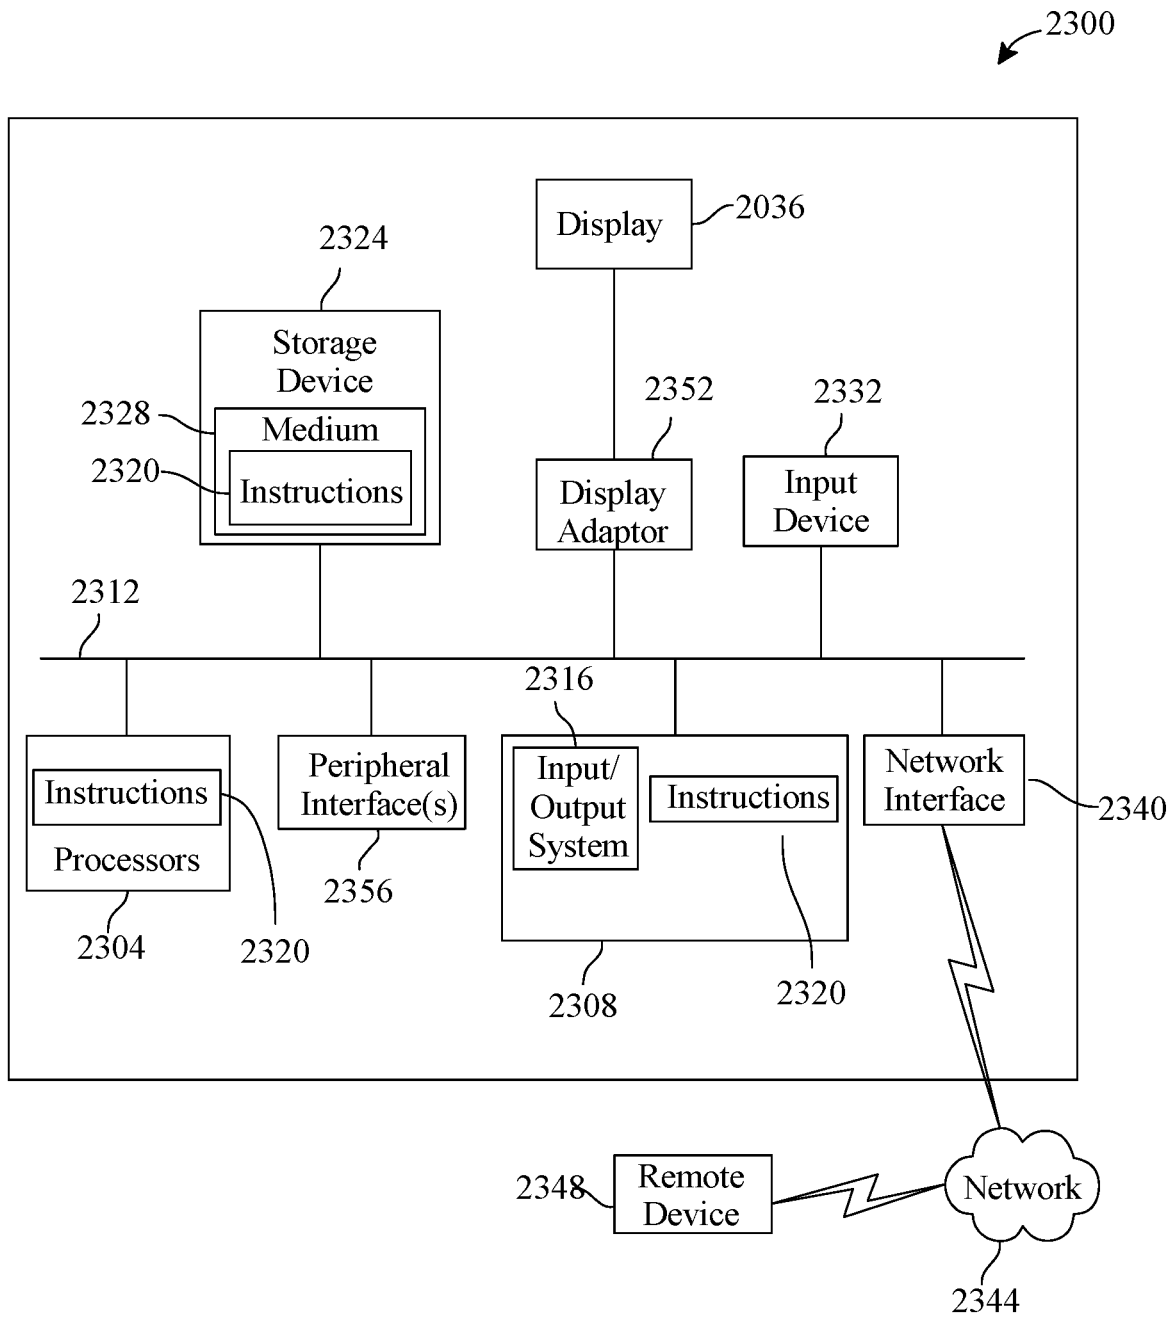 2300
Display
2036
2324
Storage
Device
2328
Medium
2320
Instructions
2352
Display
Adaptor
2332
Input
Device
2312
2316
Instructions
Processors
2304
2320
Peripheral
Interface(s)
2356
Input/
Output
System
Instructions
2308
2320
Network
Interface
2340
2348
Remote
Device
Network
2344